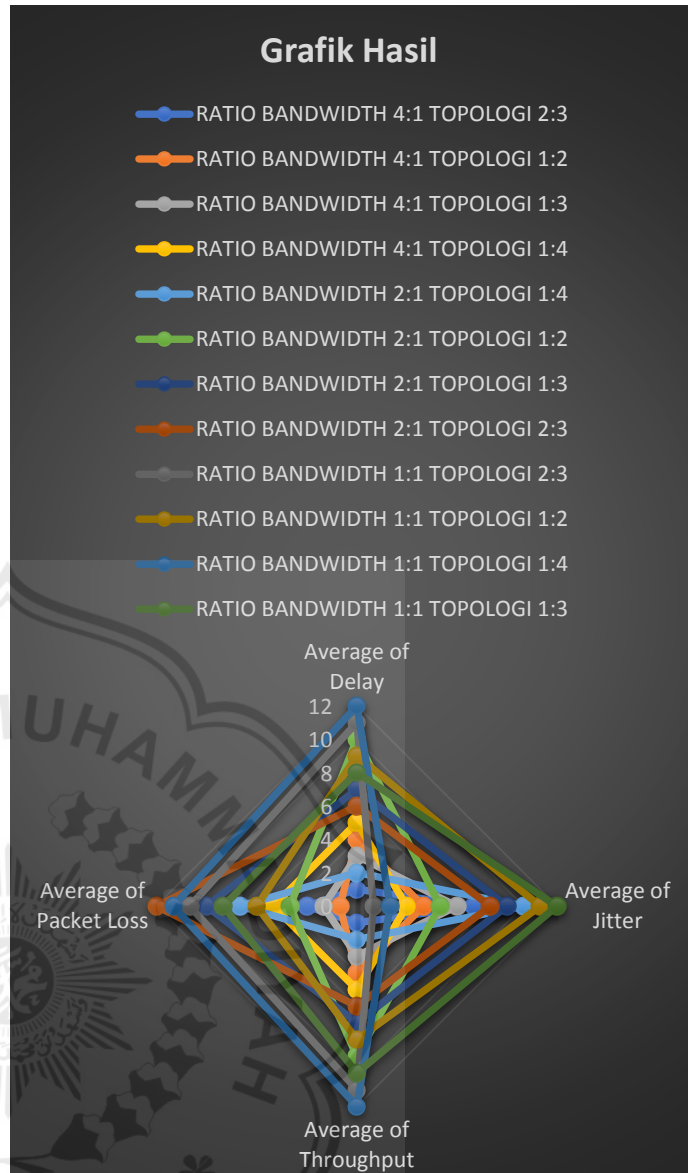 Grafik Hasil
RATIO BANDWIDTH 4:1 TOPOLOGI 2:3
RATIO BANDWIDTH 4:1 TOPOLOGI 1:2
RATIO BANDWIDTH 4:1 TOPOLOGI 1:3
RATIO BANDWIDTH 4:1 TOPOLOGI 1:4
RATIO BANDWIDTH 2:1 TOPOLOGI 1:4
RATIO BANDWIDTH 2:1 TOPOLOGI 1:2
RATIO BANDWIDTH 2:1 TOPOLOGI 1:3
RATIO BANDWIDTH 2:1 TOPOLOGI 2:3
RATIO BANDWIDTH 1:1 TOPOLOGI 2:3
RATIO BANDWIDTH 1:1 TOPOLOGI 1:2
RATIO BANDWIDTH 1:1 TOPOLOGI 1:4
RATIO BANDWIDTH 1:1 TOPOLOGI 1:3
Average of
Delay
12
10
8
6
4
2
0
Average of
Packet Loss
Average of
Jitter
Average of
Throughput